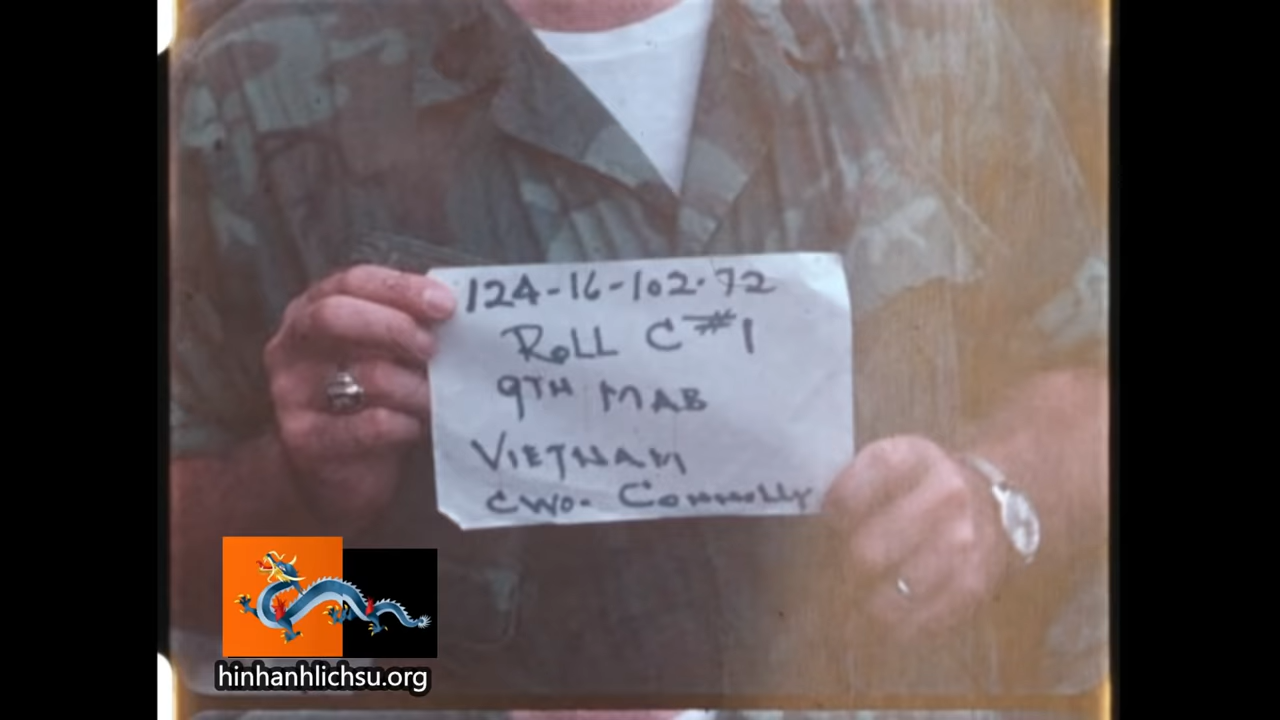 124-16-102-72
ROLL C #1
9TH MAB
VIETNAM
CWO- CONNOLLY
hinhanhlichsu.org